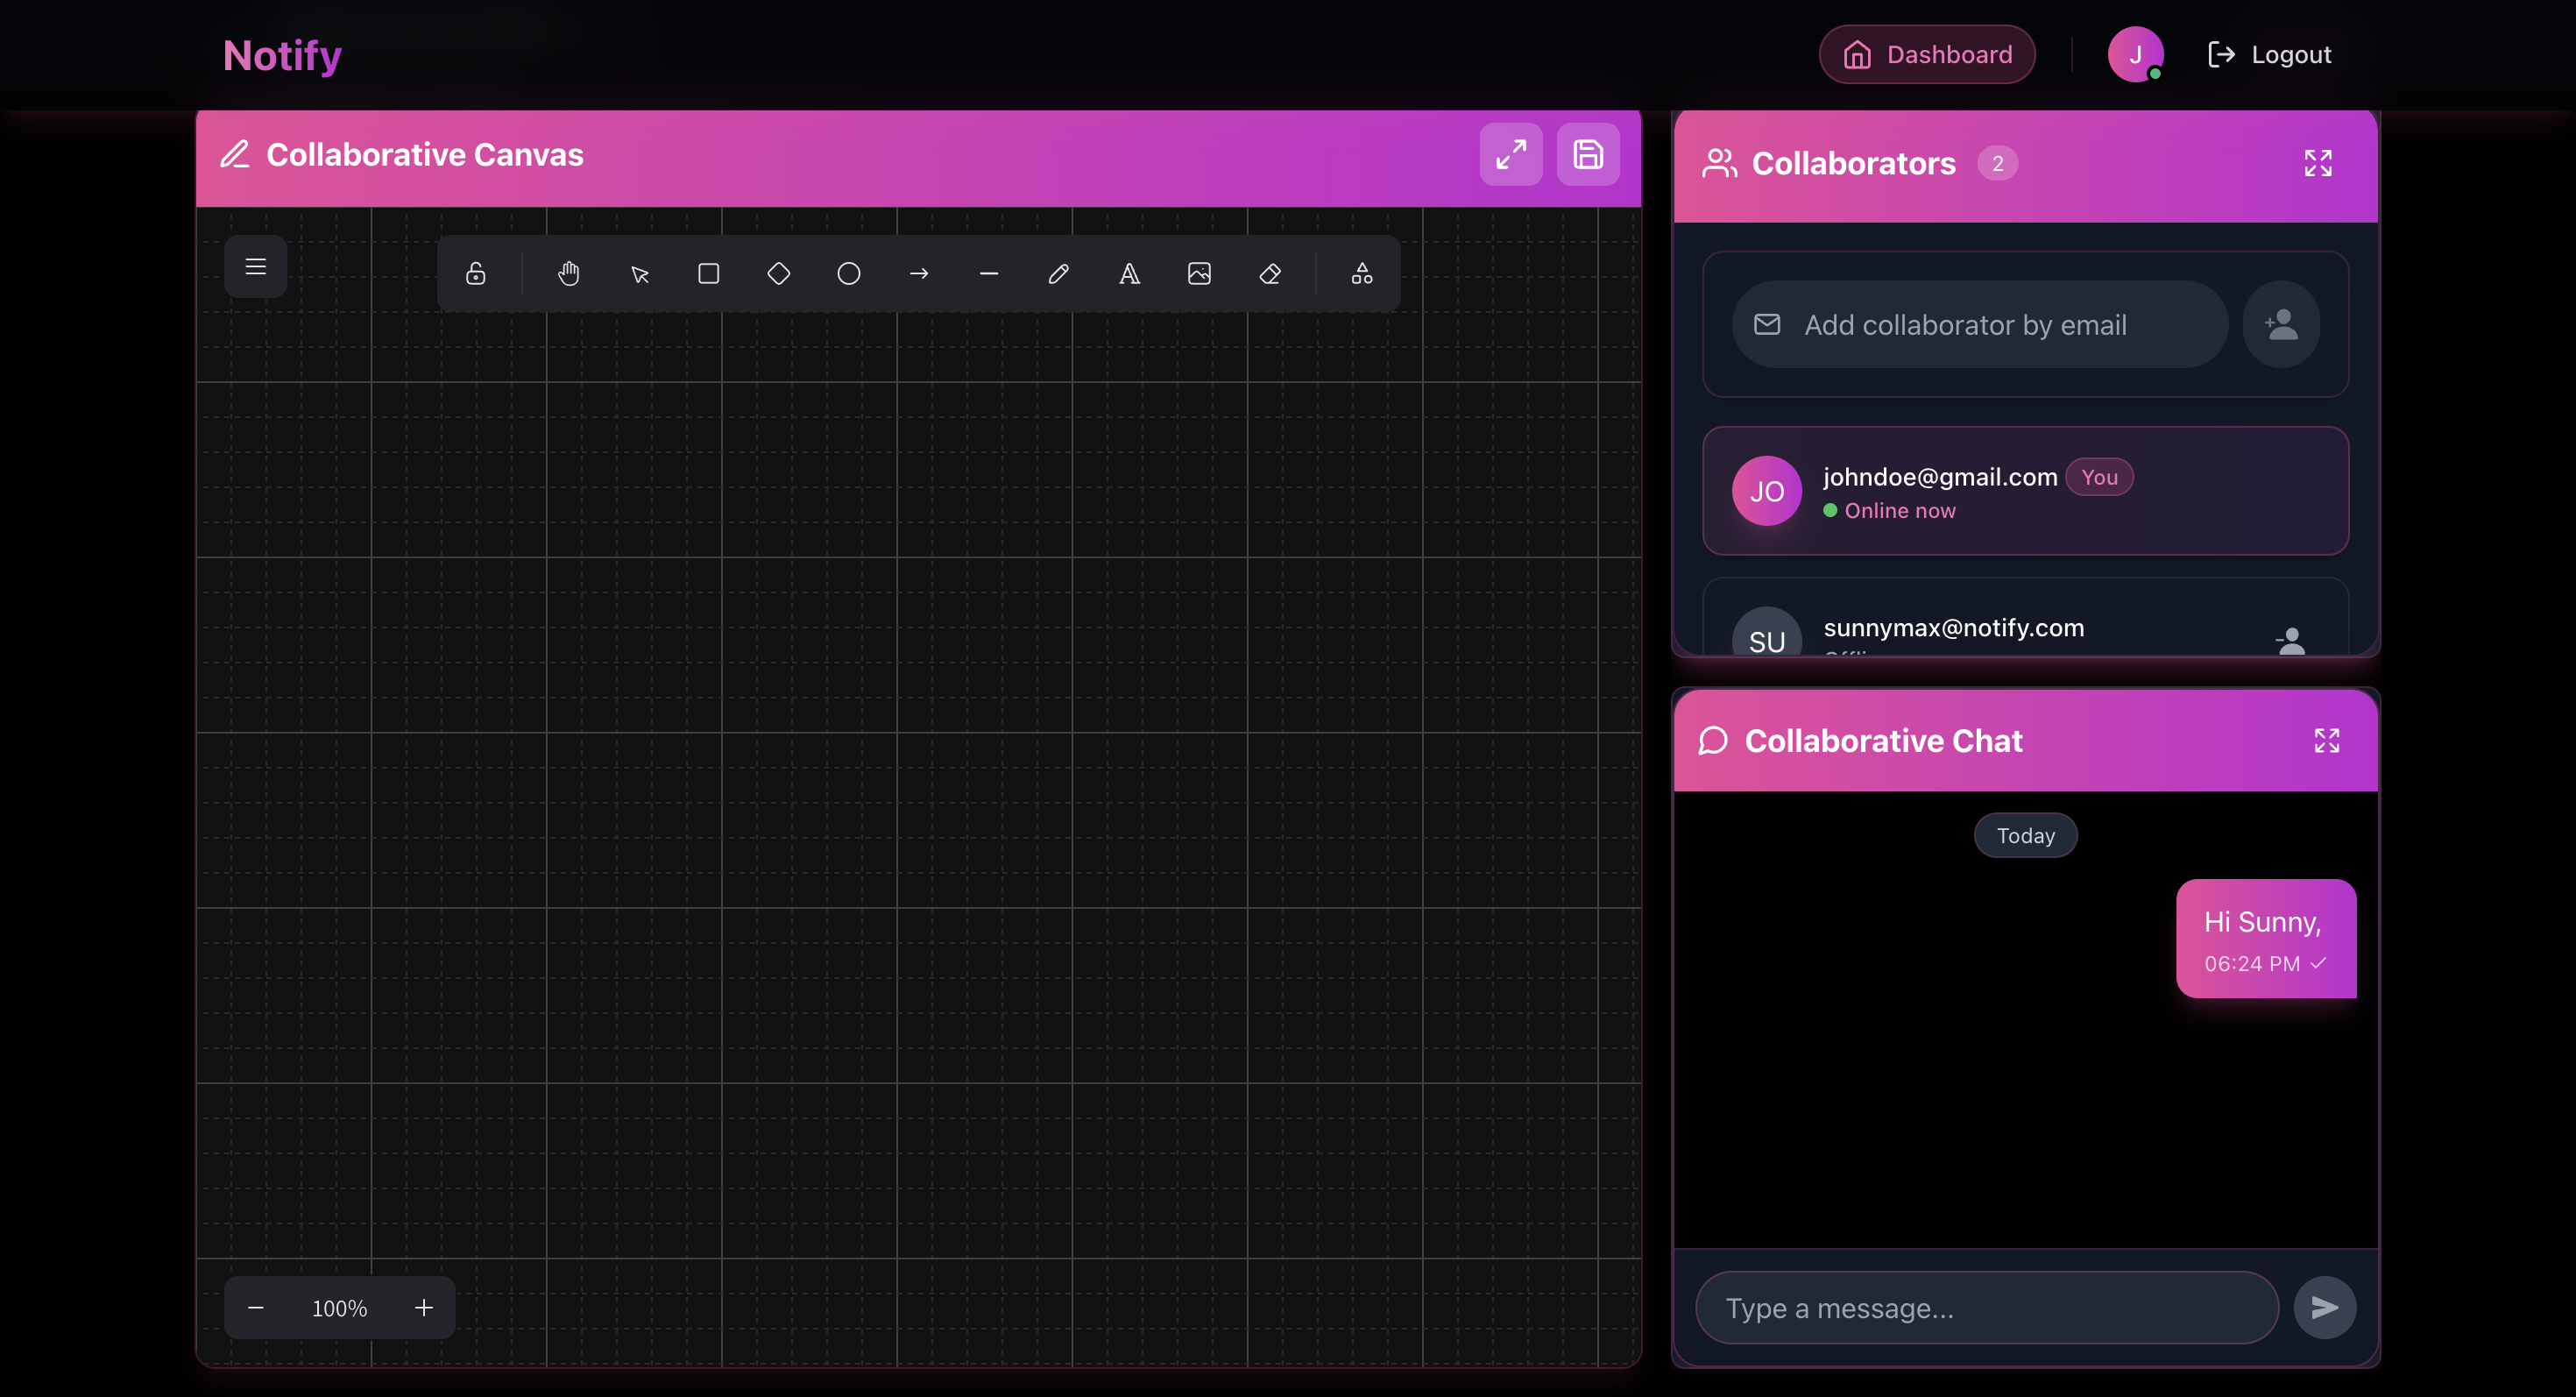 Notify
Dashboard
J
Logout
Collaborative Canvas
Collaborators 2
Add collaborator by email
JO
johndoe@gmail.com You
Online now
SU
sunnymax@notify.com
Collaborative Chat
Today
Hi Sunny,
06:24 PM
100%
Type a message...